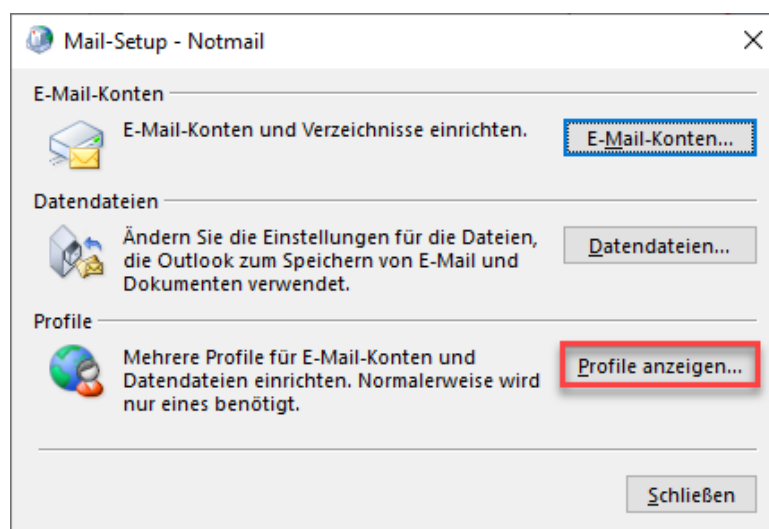 Mail-Setup - Notmail
E-Mail-Konten
E-Mail-Konten und Verzeichnisse einrichten.
E-Mail-Konten...
Datendateien
Ändern Sie die Einstellungen für die Dateien,
die Outlook zum Speichern von E-Mail und
Dokumenten verwendet.
Datendateien...
Profile
Mehrere Profile für E-Mail-Konten und
Datendateien einrichten. Normalerweise wird
nur eines benötigt.
Profile anzeigen...
Schließen